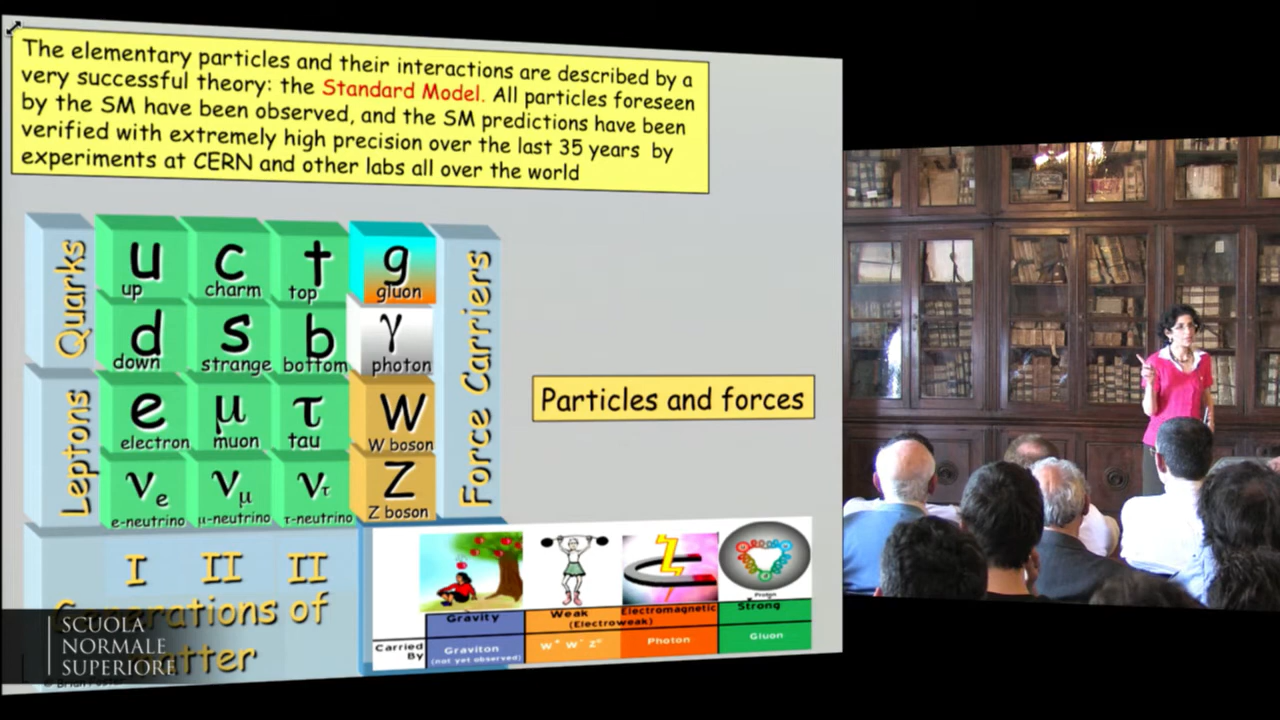 The elementary particles and their interactions are described by a
very successful theory: the Standard Model. All particles foreseen
by the SM have been observed, and the SM predictions have been
verified with extremely high precision over the last 35 years by
experiments at CERN and other labs all over the world
Quarks
u
up
c
charm
t
top
g
gluon
d
down
s
strange
b
bottom
γ
photon
Leptons
e
electron
μ
muon
τ
tau
W
W boson
νe
e-neutrino
νμ
μ-neutrino
ντ
τ-neutrino
Z
Z boson
Force Carriers
Particles and forces
I II II
Generations of
Matter
Proton
Gravity
Weak
Electromagnetic
(Electroweak)
Strong
Carried
By
Graviton
(not yet observed)
W⁺ W⁻ Z⁰
Photon
Gluon
SCUOLA
NORMALE
SUPERIORE
© Brian Foster